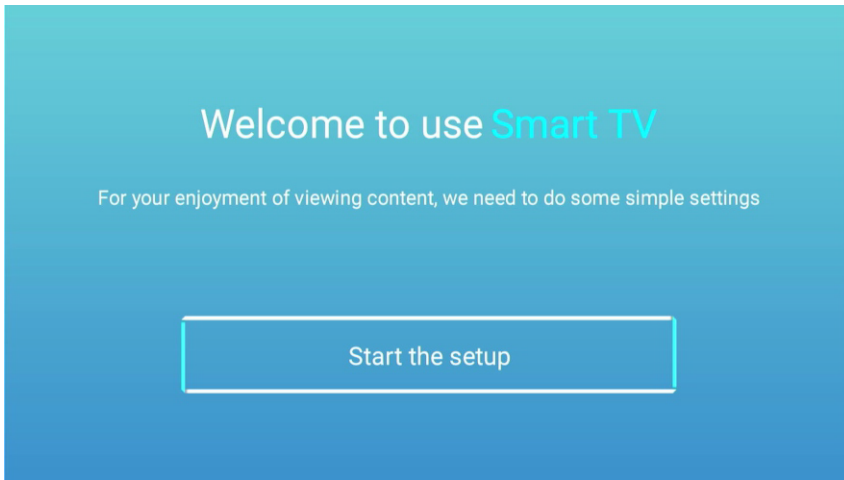 Welcome to use Smart TV
For your enjoyment of viewing content, we need to do some simple settings
Start the setup